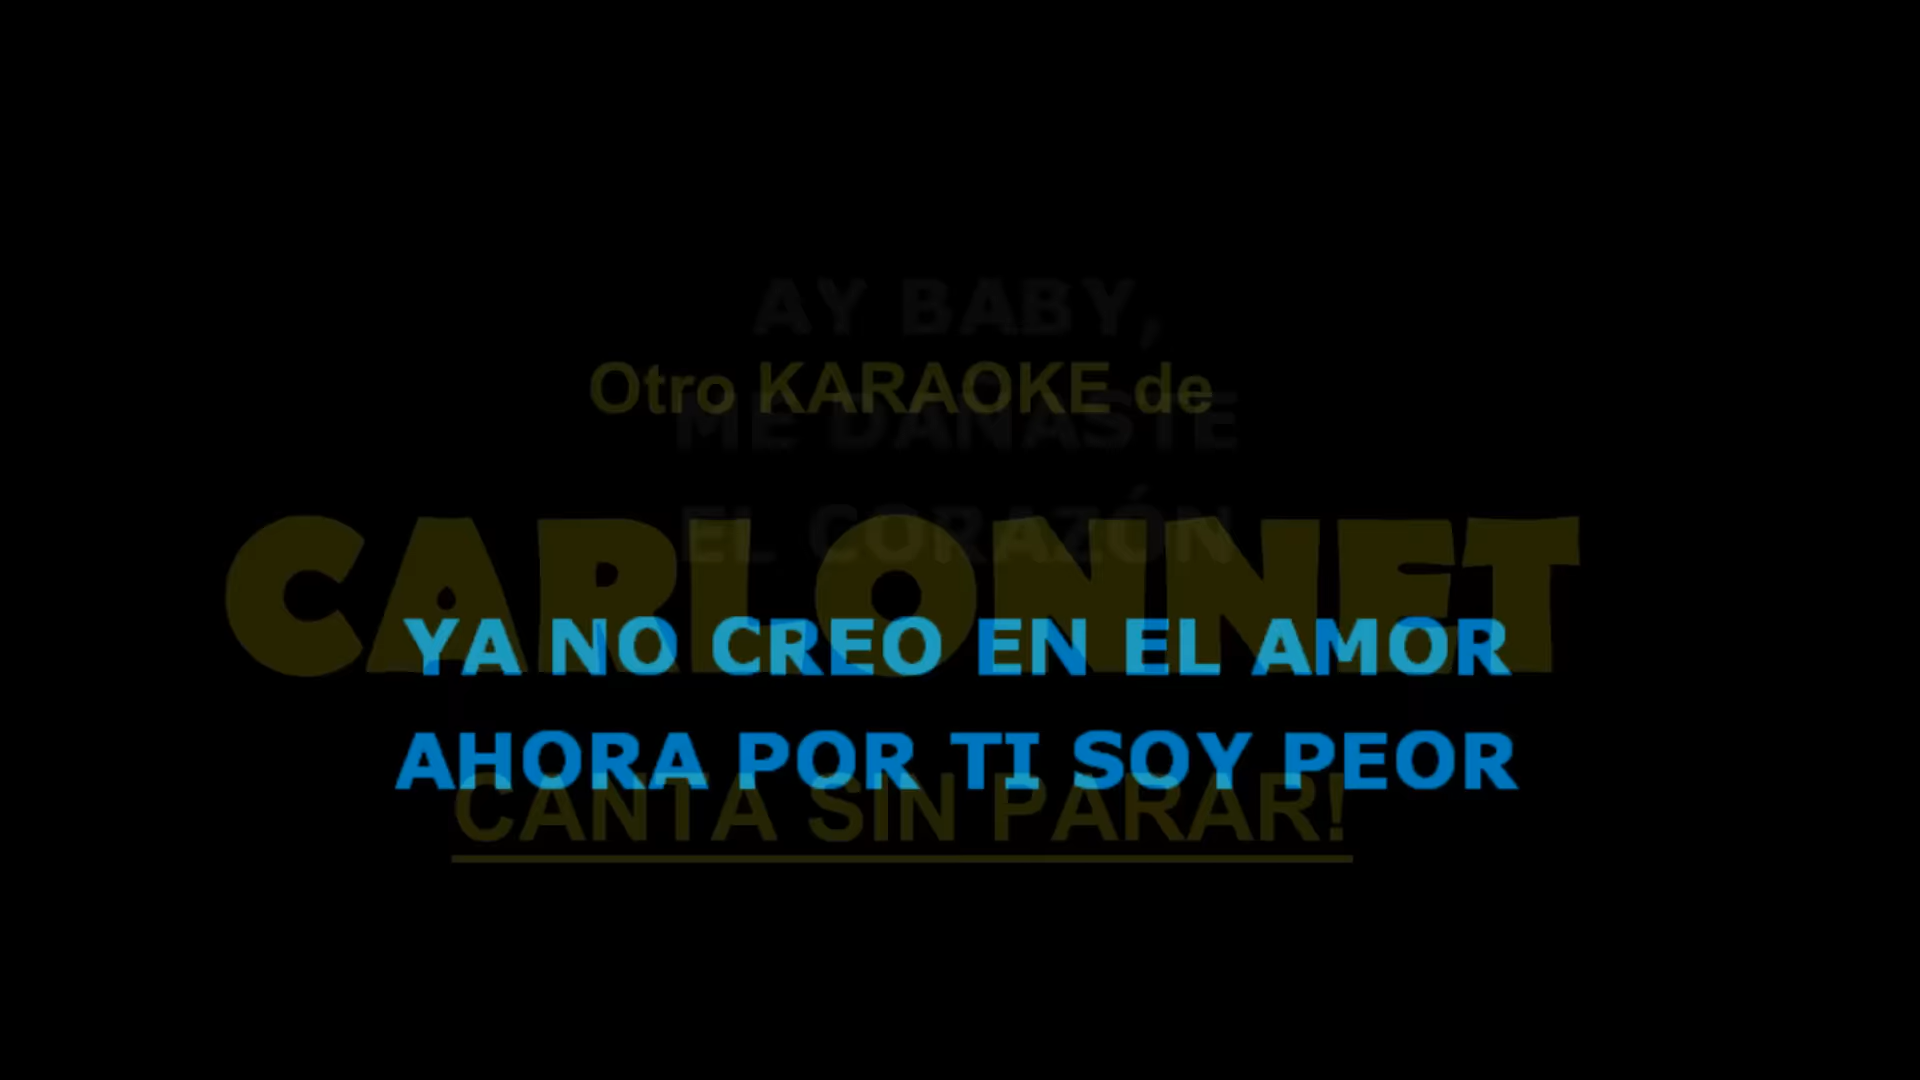 AY BABY,
Otro KARAOKE de
ME DAÑASTE
EL CORAZÓN
CARLONNET
YA NO CREO EN EL AMOR
AHORA POR TI SOY PEOR
CANTA SIN PARAR!